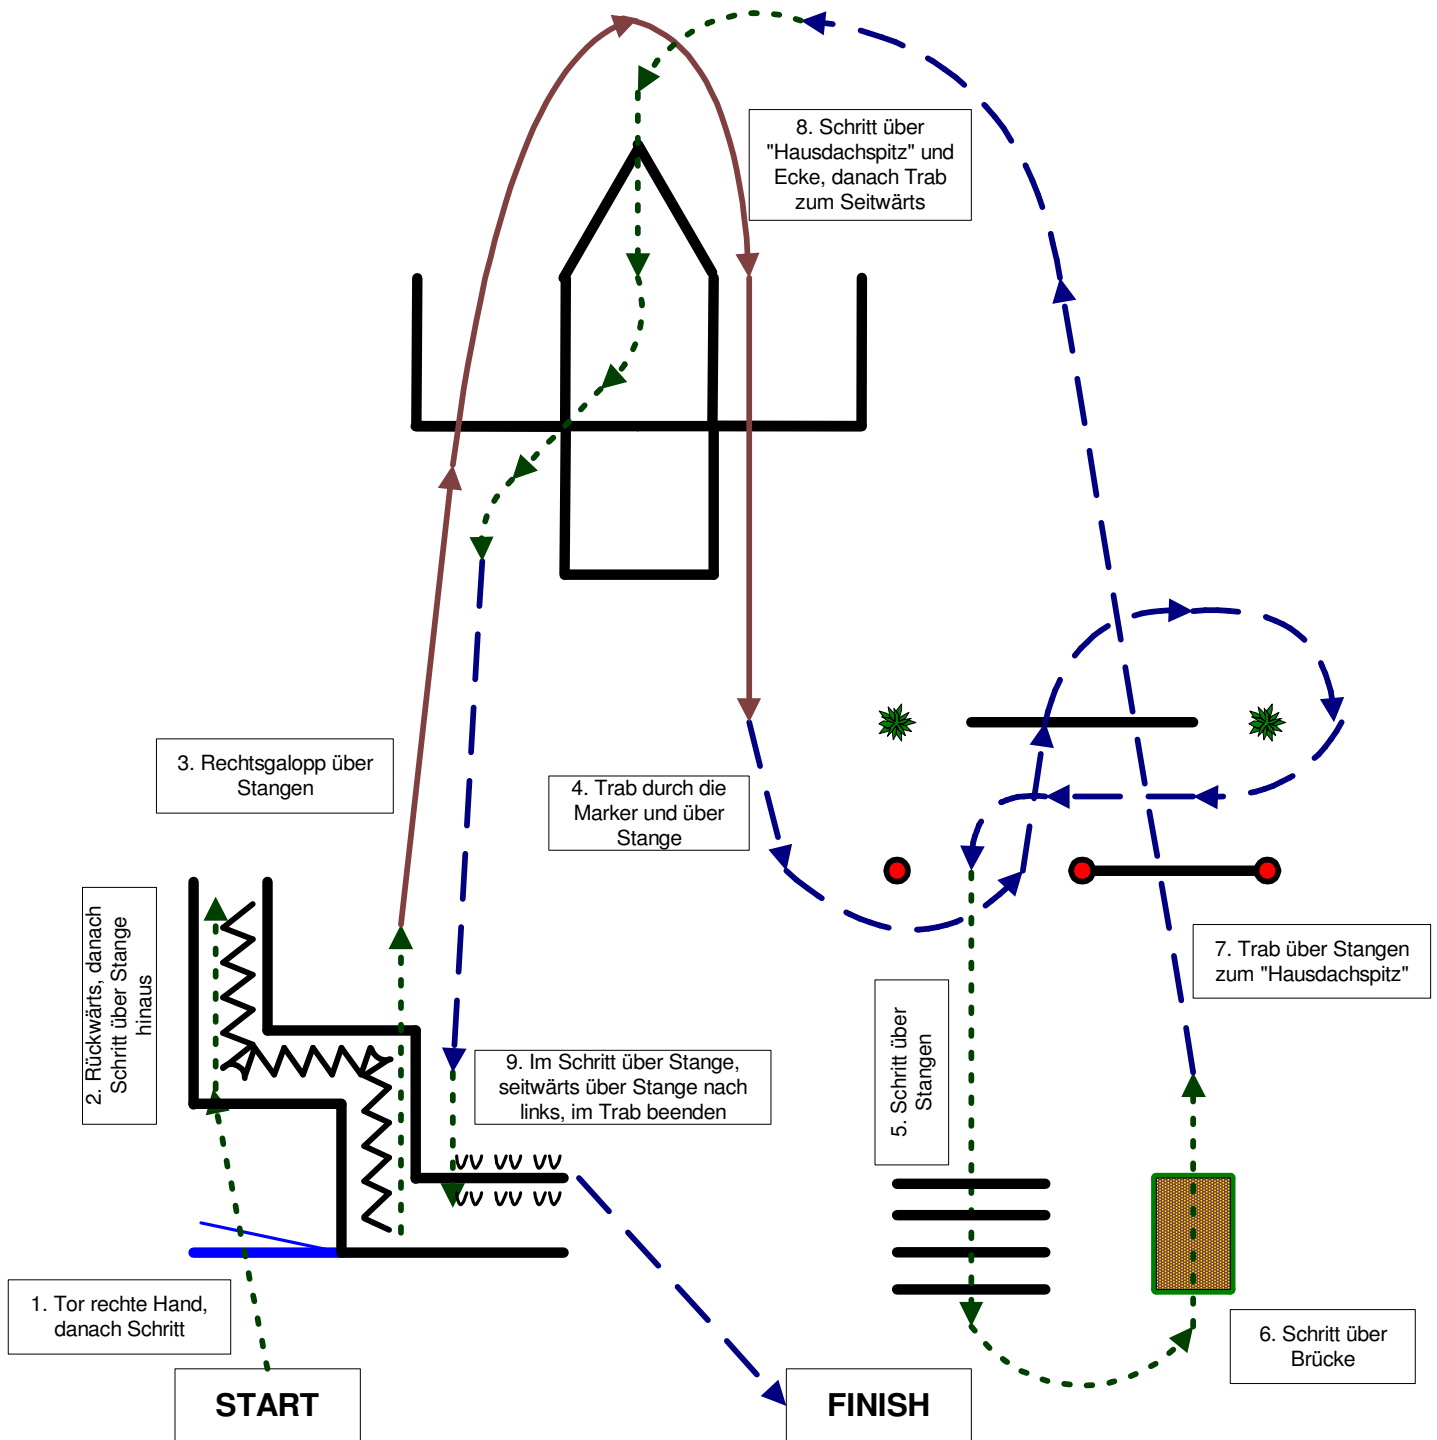 8. Schritt über
"Hausdachspitz" und
Ecke, danach Trab
zum Seitwärts
3. Rechtsgalopp über
Stangen
4. Trab durch die
Marker und über
Stange
2. Rückwärts, danach
Schritt über Stange
hinaus
7. Trab über Stangen
zum "Hausdachspitz"
5. Schritt über
Stangen
9. Im Schritt über Stange,
seitwärts über Stange nach
links, im Trab beenden
1. Tor rechte Hand,
danach Schritt
6. Schritt über
Brücke
START
FINISH